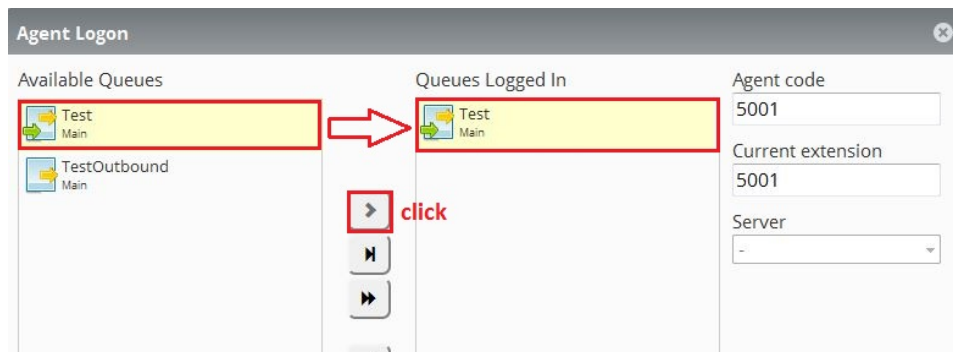 Agent Logon
Available Queues
Test
Main
TestOutbound
Main
click
Queues Logged In
Test
Main
Agent code
5001
Current extension
5001
Server
-